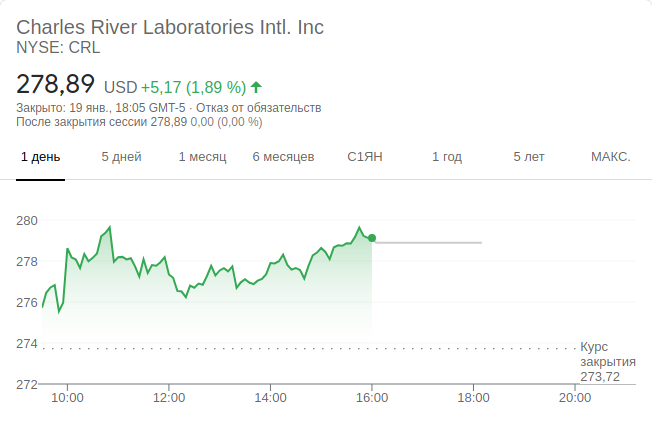 Charles River Laboratories Intl. Inc
NYSE: CRL
278,89 USD +5,17 (1,89 %)
Закрыто: 19 янв., 18:05 GMT-5 · Отказ от обязательств
После закрытия сессии 278,89 0,00 (0,00 %)
1 день 5 дней 1 месяц 6 месяцев С1ЯН 1 год 5 лет МАКС.
280
278
276
274
272
Курс
закрытия
273,72
10:00 12:00 14:00 16:00 18:00 20:00